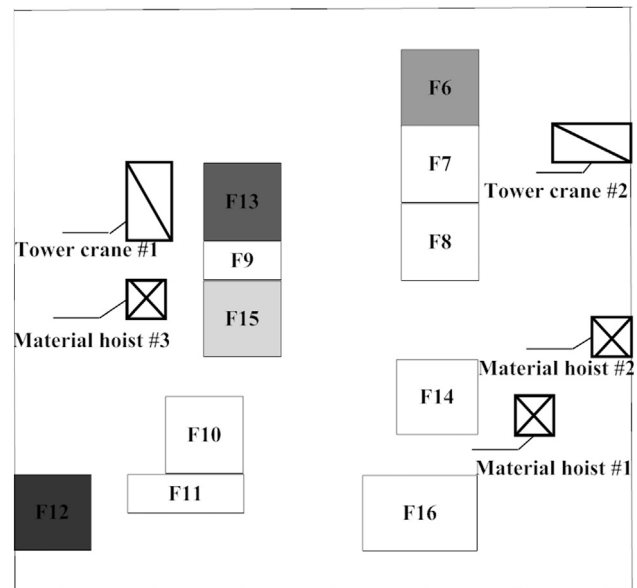 F6
F7
Tower crane #2
F13
F8
Tower crane #1
F9
F15
Material hoist #3
Material hoist #2
F14
F10
Material hoist #1
F11
F12
F16